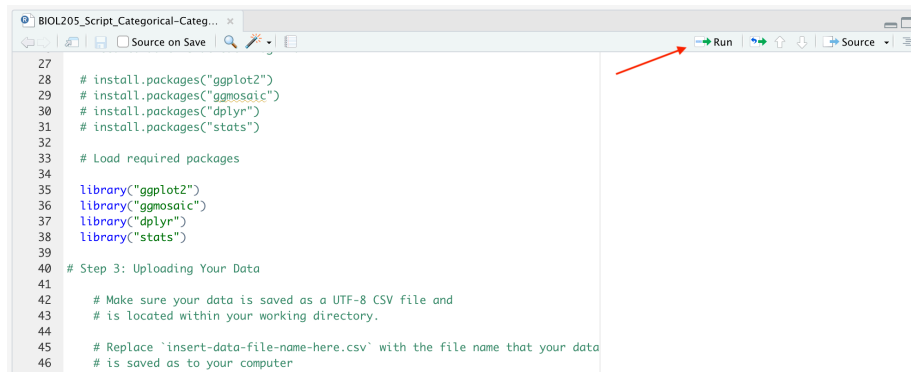 BIOL205_Script_Categorical-Categ...
Source on Save Run Source
27
28 # install.packages("ggplot2")
29 # install.packages("ggmosaic")
30 # install.packages("dplyr")
31 # install.packages("stats")
32
33 # Load required packages
34
35 library("ggplot2")
36 library("ggmosaic")
37 library("dplyr")
38 library("stats")
39
40 # Step 3: Uploading Your Data
41
42 # Make sure your data is saved as a UTF-8 CSV file and
43 # is located within your working directory.
44
45 # Replace `insert-data-file-name-here.csv` with the file name that your data
46 # is saved as to your computer